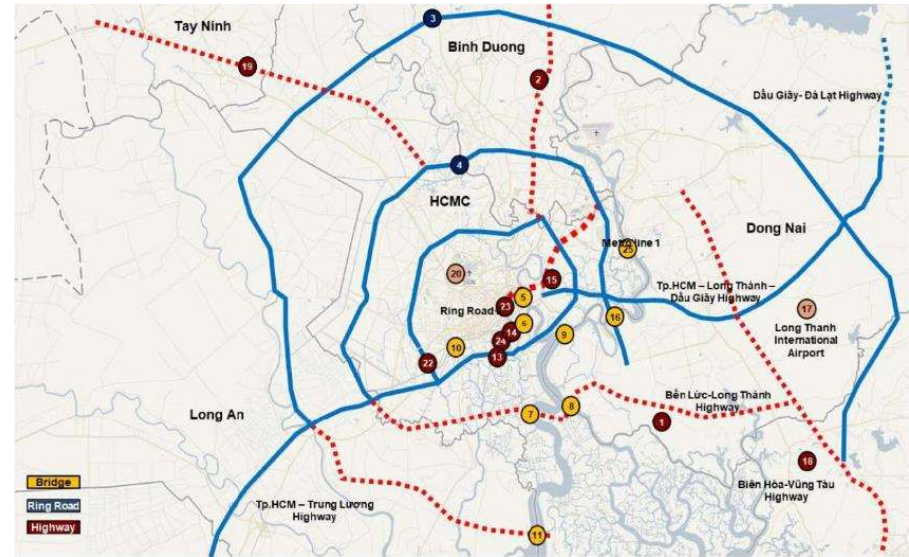 3
Tay Ninh
Binh Duong
19
2
Dầu Giây- Đà Lạt Highway
4
HCMC
Dong Nai
Metro line 1
25
20
15
Tp.HCM – Long Thành –
Dầu Giây Highway
5
23
Ring Road
17
16
6
14
9
Long Thanh
International
Airport
24
10
13
22
Bến Lức-Long Thành
Highway
8
7
Long An
1
18
Bridge
Biên Hòa-Vũng Tàu
Highway
Ring Road
Tp.HCM – Trung Lương
Highway
Highway
11